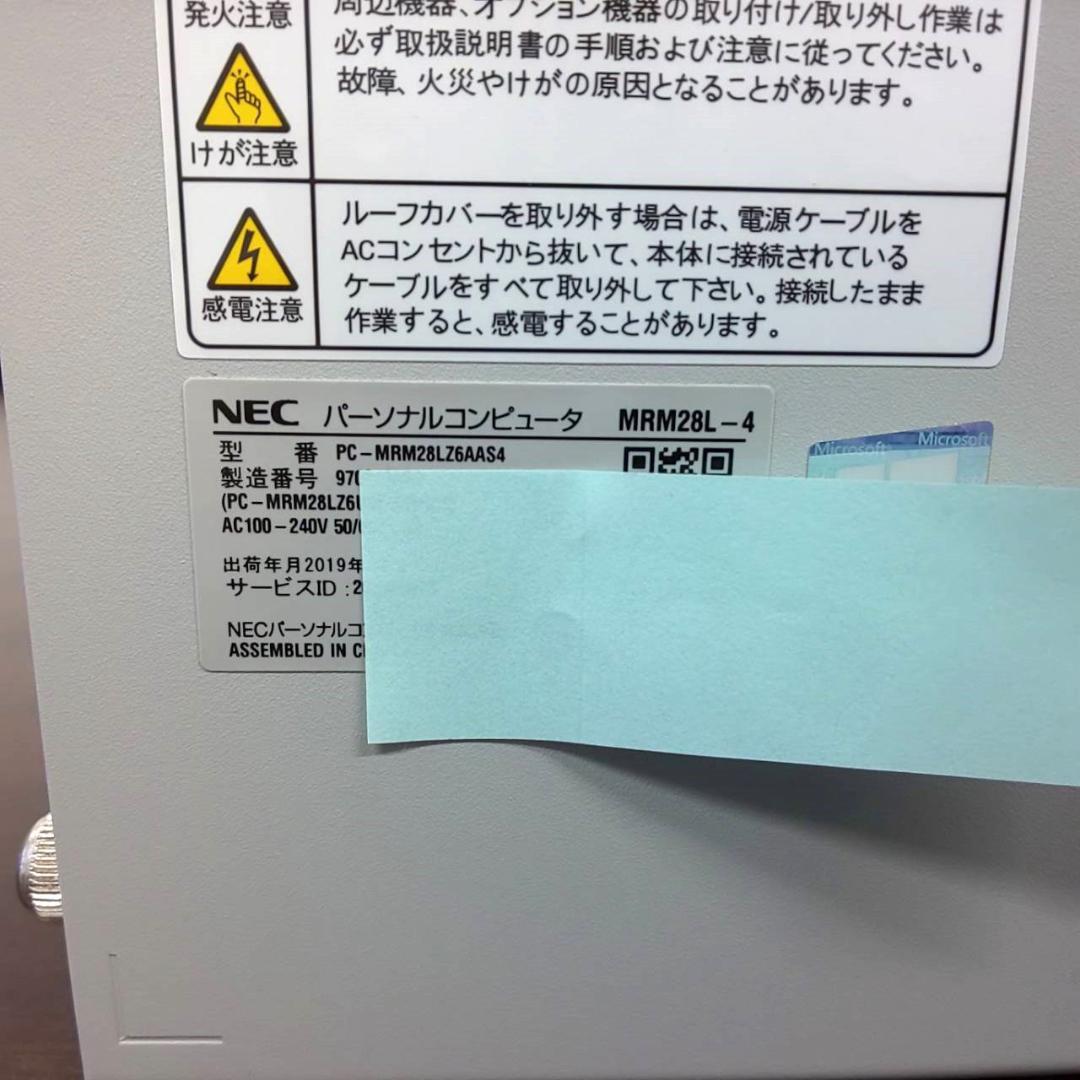 発火注意
周辺機器、オプション機器の取り付け/取り外し作業は
必ず取扱説明書の手順および注意に従ってください。
故障、火災やけがの原因となることがあります。
けが注意
ルーフカバーを取り外す場合は、電源ケーブルを
ACコンセントから抜いて、本体に接続されている
ケーブルをすべて取り外して下さい。接続したまま
作業すると、感電することがあります。
感電注意
NEC パーソナルコンピュータ MRM28L-4
型 番 PC-MRM28LZ6AAS4
製造番号 970
(PC-MRM28LZ6U
AC100-240V 50/
出荷年月2019年
サービスID:2
NECパーソナルコ
ASSEMBLED IN C
Microsoft Microsoft